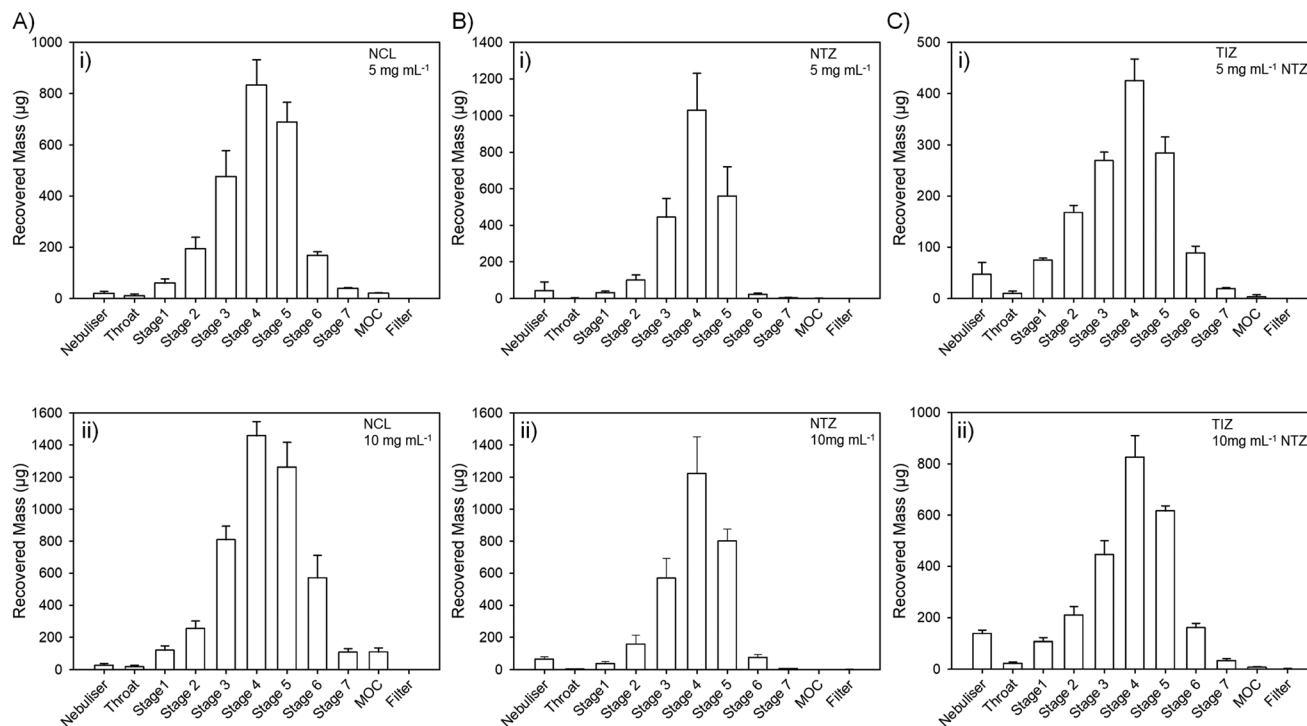 A)
i)
NCL
5 mg mL⁻¹
Recovered Mass (µg)
1000
800
600
400
200
0
Nebuliser
Throat
Stage1
Stage 2
Stage 3
Stage 4
Stage 5
Stage 6
Stage 7
MOC
Filter
B)
i)
NTZ
5 mg mL⁻¹
Recovered Mass (µg)
1400
1200
1000
800
600
400
200
0
Nebuliser
Throat
Stage1
Stage 2
Stage 3
Stage 4
Stage 5
Stage 6
Stage 7
MOC
Filter
C)
i)
TIZ
5 mg mL⁻¹ NTZ
Recovered Mass (µg)
500
400
300
200
100
0
Nebuliser
Throat
Stage1
Stage 2
Stage 3
Stage 4
Stage 5
Stage 6
Stage 7
MOC
Filter
ii)
NCL
10 mg mL⁻¹
Recovered Mass (µg)
1600
1400
1200
1000
800
600
400
200
0
Nebuliser
Throat
Stage1
Stage 2
Stage 3
Stage 4
Stage 5
Stage 6
Stage 7
MOC
Filter
ii)
NTZ
10mg mL⁻¹
Recovered Mass (µg)
1600
1400
1200
1000
800
600
400
200
0
Nebuliser
Throat
Stage1
Stage 2
Stage 3
Stage 4
Stage 5
Stage 6
Stage 7
MOC
Filter
ii)
TIZ
10mg mL⁻¹ NTZ
Recovered Mass (µg)
1000
800
600
400
200
0
Nebuliser
Throat
Stage1
Stage 2
Stage 3
Stage 4
Stage 5
Stage 6
Stage 7
MOC
Filter